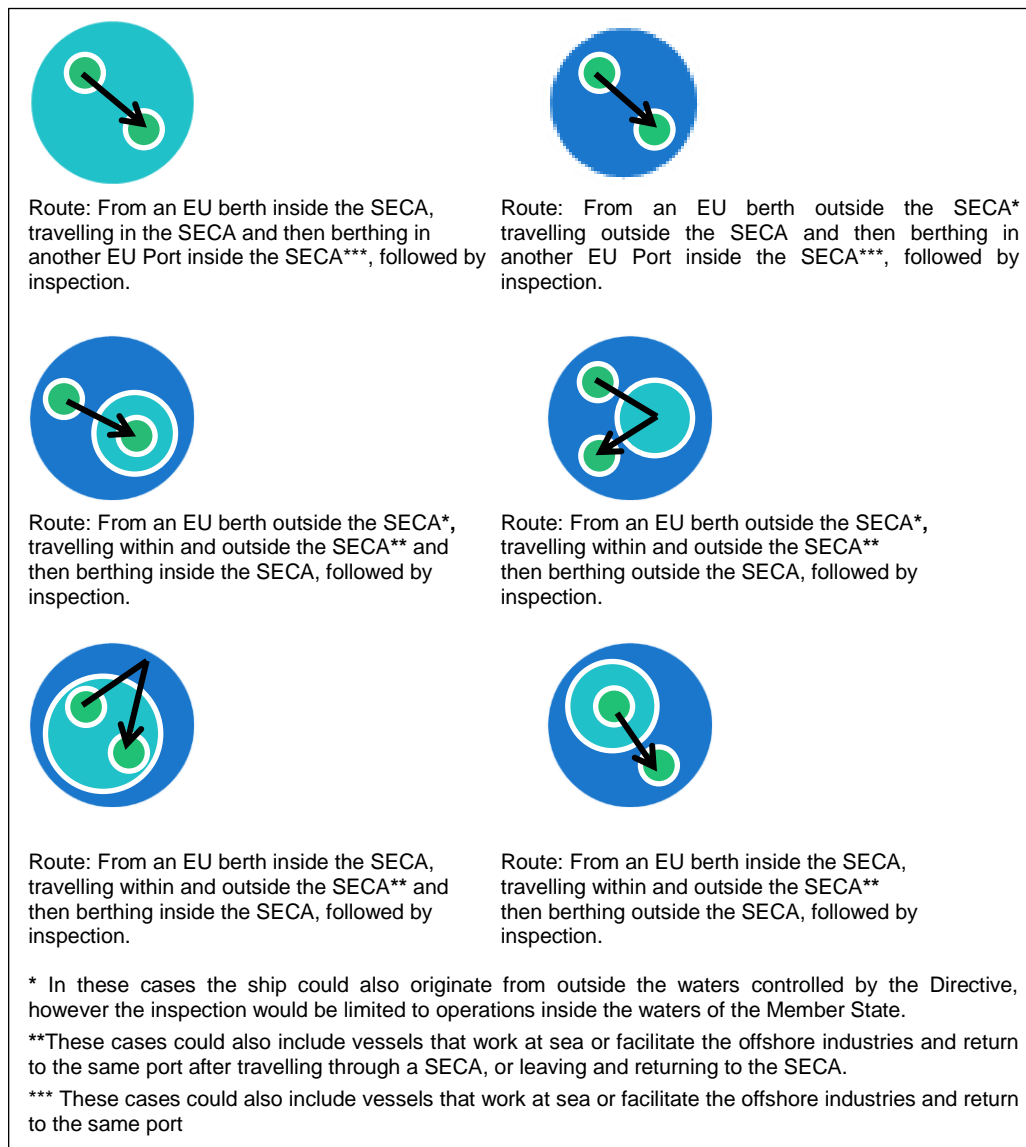 Route: From an EU berth inside the SECA,
travelling in the SECA and then berthing in
another EU Port inside the SECA***, followed by
inspection.
Route: From an EU berth outside the SECA*
travelling outside the SECA and then berthing in
another EU Port inside the SECA***, followed by
inspection.
Route: From an EU berth outside the SECA*,
travelling within and outside the SECA** and
then berthing inside the SECA, followed by
inspection.
Route: From an EU berth outside the SECA*,
travelling within and outside the SECA**
then berthing outside the SECA, followed by
inspection.
Route: From an EU berth inside the SECA,
travelling within and outside the SECA** and
then berthing inside the SECA, followed by
inspection.
Route: From an EU berth inside the SECA,
travelling within and outside the SECA**
then berthing outside the SECA, followed by
inspection.
* In these cases the ship could also originate from outside the waters controlled by the Directive,
however the inspection would be limited to operations inside the waters of the Member State.
**These cases could also include vessels that work at sea or facilitate the offshore industries and return
to the same port after travelling through a SECA, or leaving and returning to the SECA.
*** These cases could also include vessels that work at sea or facilitate the offshore industries and return
to the same port